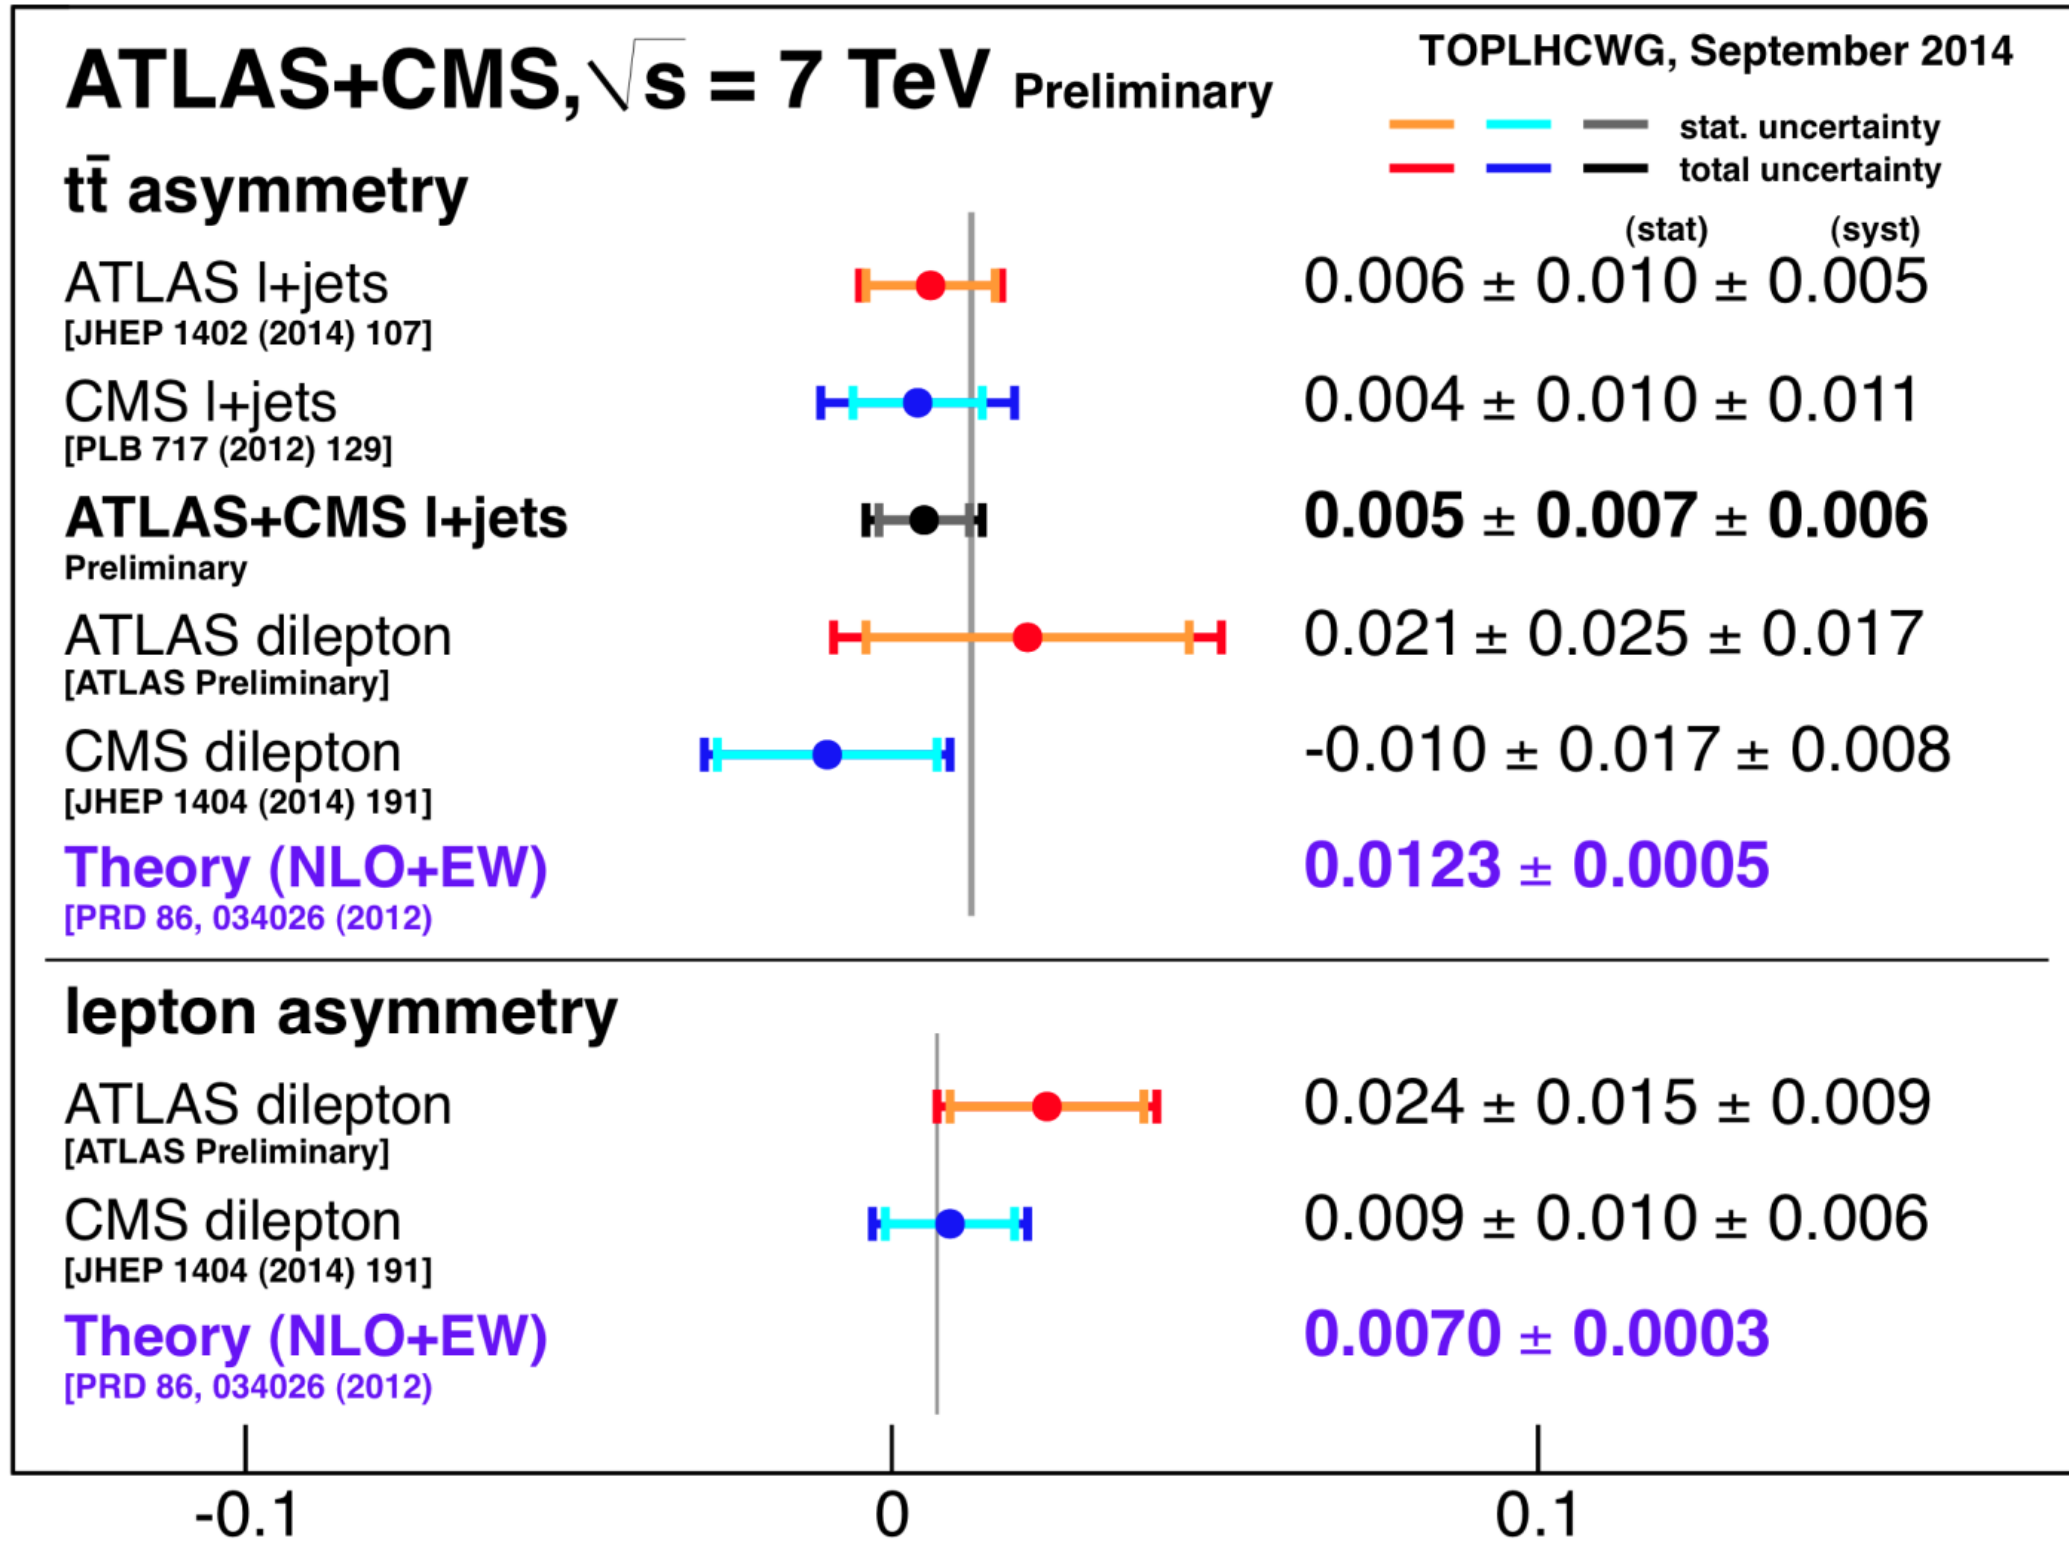 ATLAS+CMS, √s = 7 TeV Preliminary
TOPLHCWG, September 2014
stat. uncertainty
total uncertainty
tt̄ asymmetry
(stat) (syst)
ATLAS l+jets 0.006 ± 0.010 ± 0.005
[JHEP 1402 (2014) 107]
CMS l+jets 0.004 ± 0.010 ± 0.011
[PLB 717 (2012) 129]
ATLAS+CMS l+jets 0.005 ± 0.007 ± 0.006
Preliminary
ATLAS dilepton 0.021 ± 0.025 ± 0.017
[ATLAS Preliminary]
CMS dilepton -0.010 ± 0.017 ± 0.008
[JHEP 1404 (2014) 191]
Theory (NLO+EW) 0.0123 ± 0.0005
[PRD 86, 034026 (2012)
lepton asymmetry
ATLAS dilepton 0.024 ± 0.015 ± 0.009
[ATLAS Preliminary]
CMS dilepton 0.009 ± 0.010 ± 0.006
[JHEP 1404 (2014) 191]
Theory (NLO+EW) 0.0070 ± 0.0003
[PRD 86, 034026 (2012)
-0.1 0 0.1